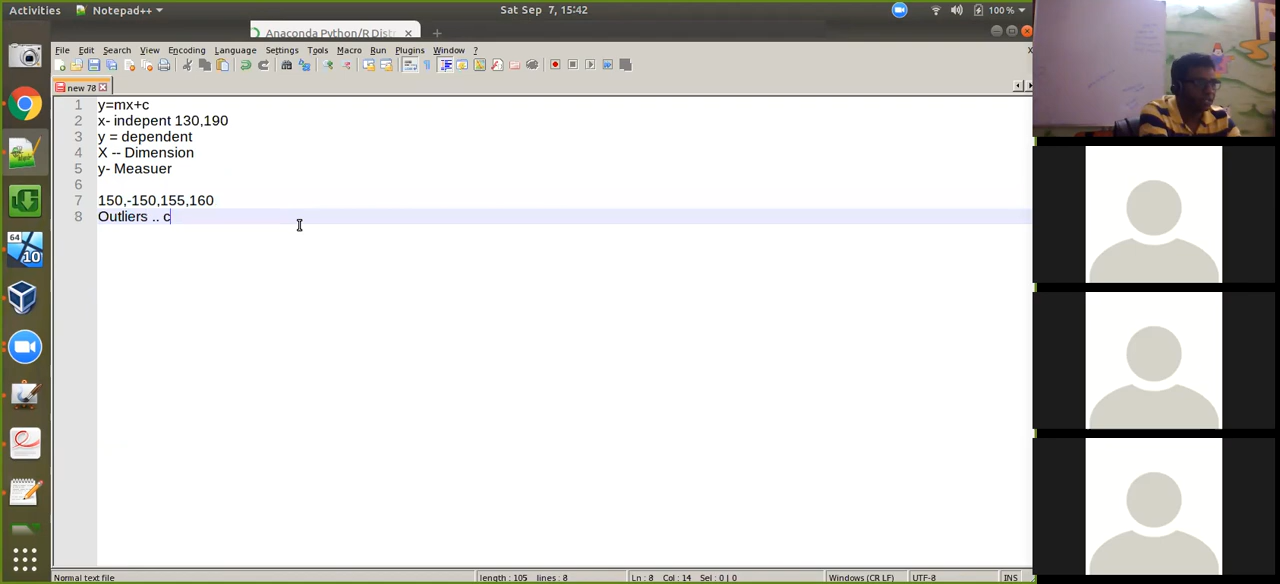 Activities Notepad++ Sat Sep 7, 15:42 100 %
Anaconda Python/R Dist
File Edit Search View Encoding Language Settings Tools Macro Run Plugins Window ? X
new 78
1 y=mx+c
2 x- indepent 130,190
3 y = dependent
4 X -- Dimension
5 y- Measuer
6
7 150,-150,155,160
8 Outliers .. c
64
10
Normal text file length : 105 lines : 8 Ln : 8 Col : 14 Sel : 0 | 0 Windows (CR LF) UTF-8 INS